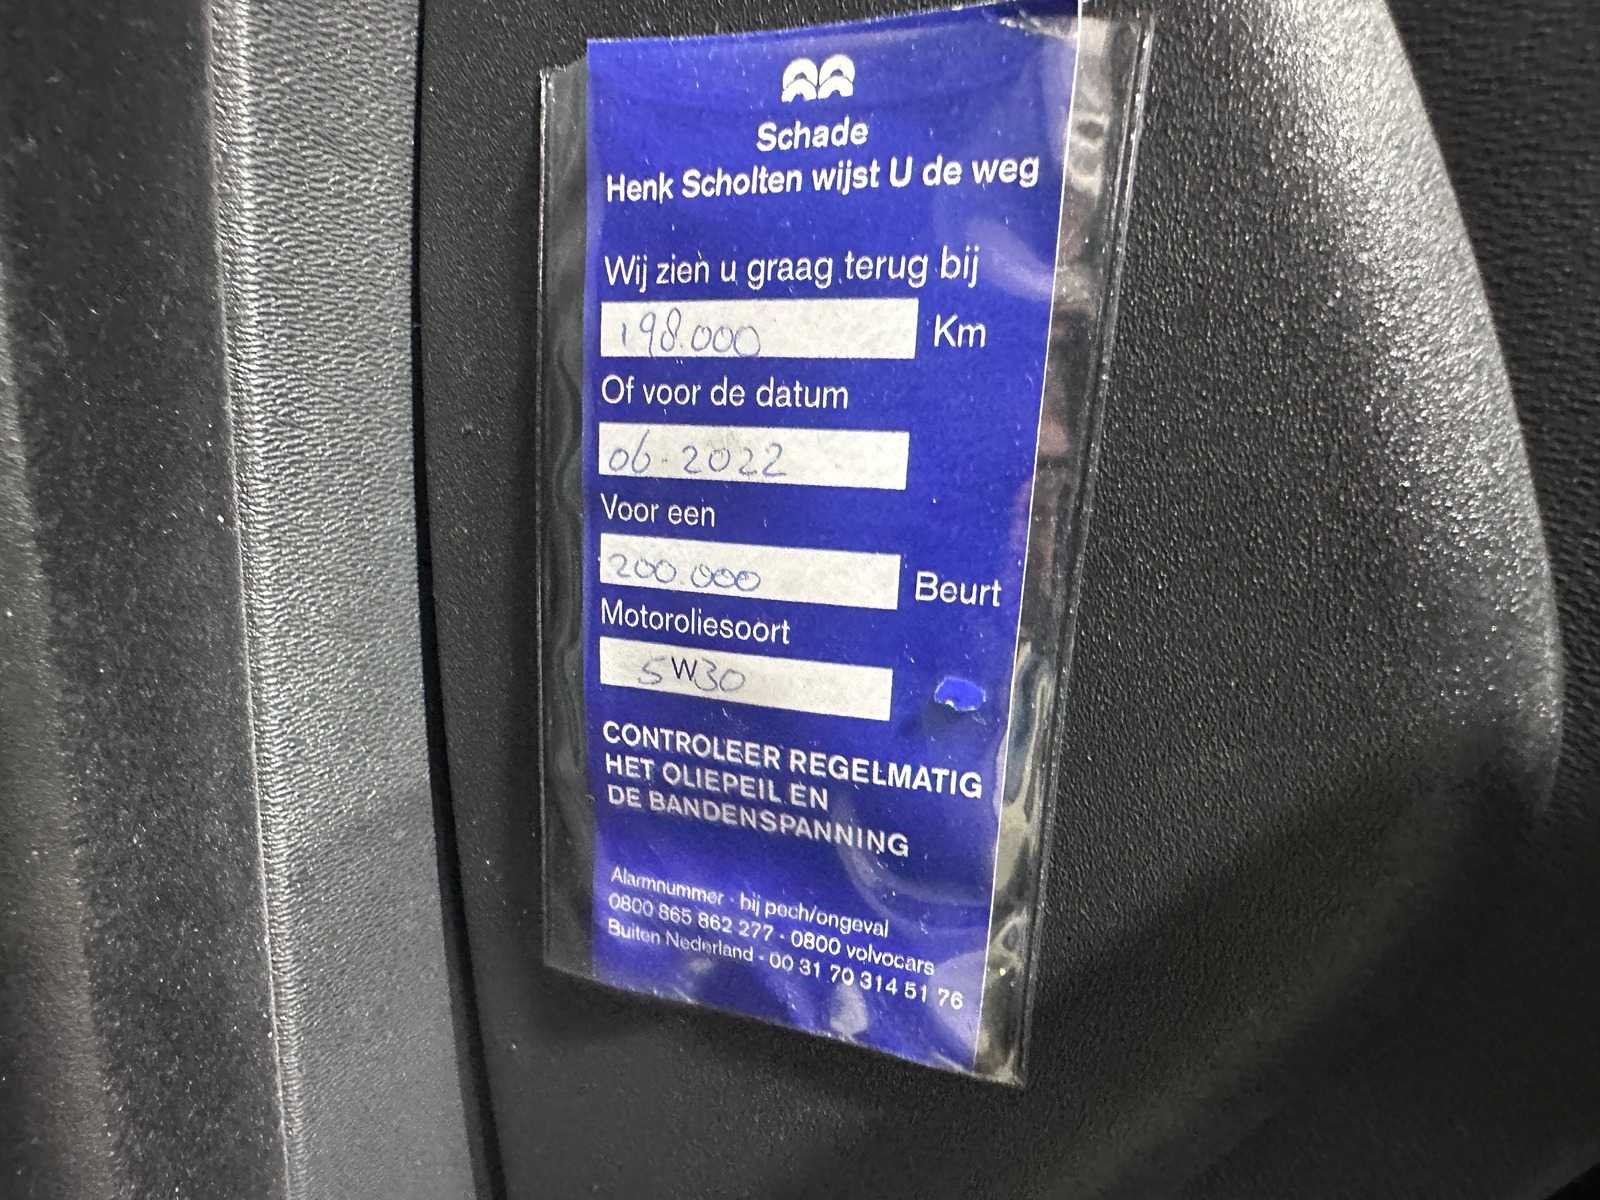 Schade
Henk Scholten wijst U de weg
Wij zien u graag terug bij
198.000 Km
Of voor de datum
06-2022
Voor een
200.000 Beurt
Motoroliesoort
5W30
CONTROLEER REGELMATIG
HET OLIEPEIL EN
DE BANDENSPANNING
Alarmnummer - bij pech/ongeval
0800 865 862 277 - 0800 volvocars
Buiten Nederland - 00 31 70 314 51 76